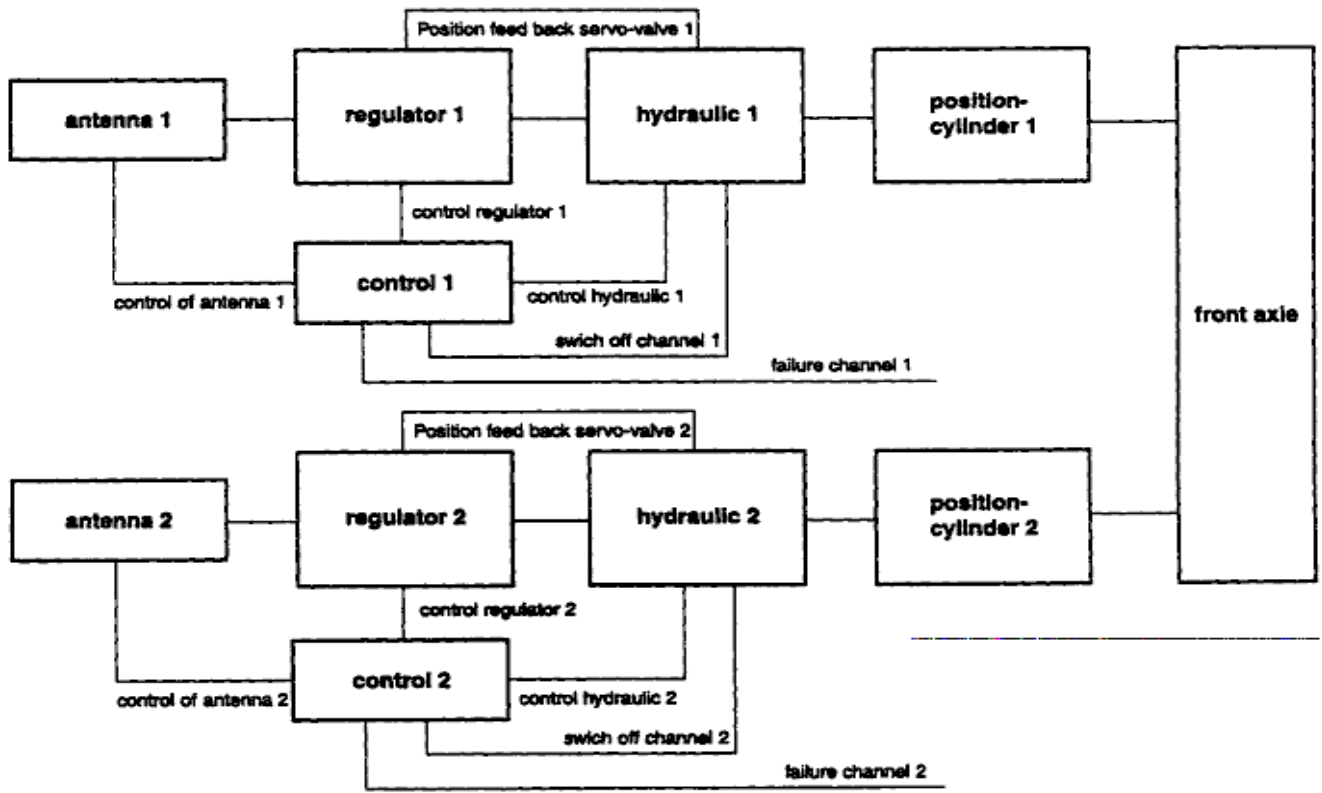 Position feed back servo-valve 1
antenna 1
regulator 1
hydraulic 1
position-
cylinder 1
control regulator 1
control 1
control of antenna 1
control hydraulic 1
swich off channel 1
failure channel 1
front axie
Position feed back servo-valve 2
antenna 2
regulator 2
hydraulic 2
position-
cylinder 2
control regulator 2
control 2
control of antenna 2
control hydraulic 2
swich off channel 2
failure channel 2